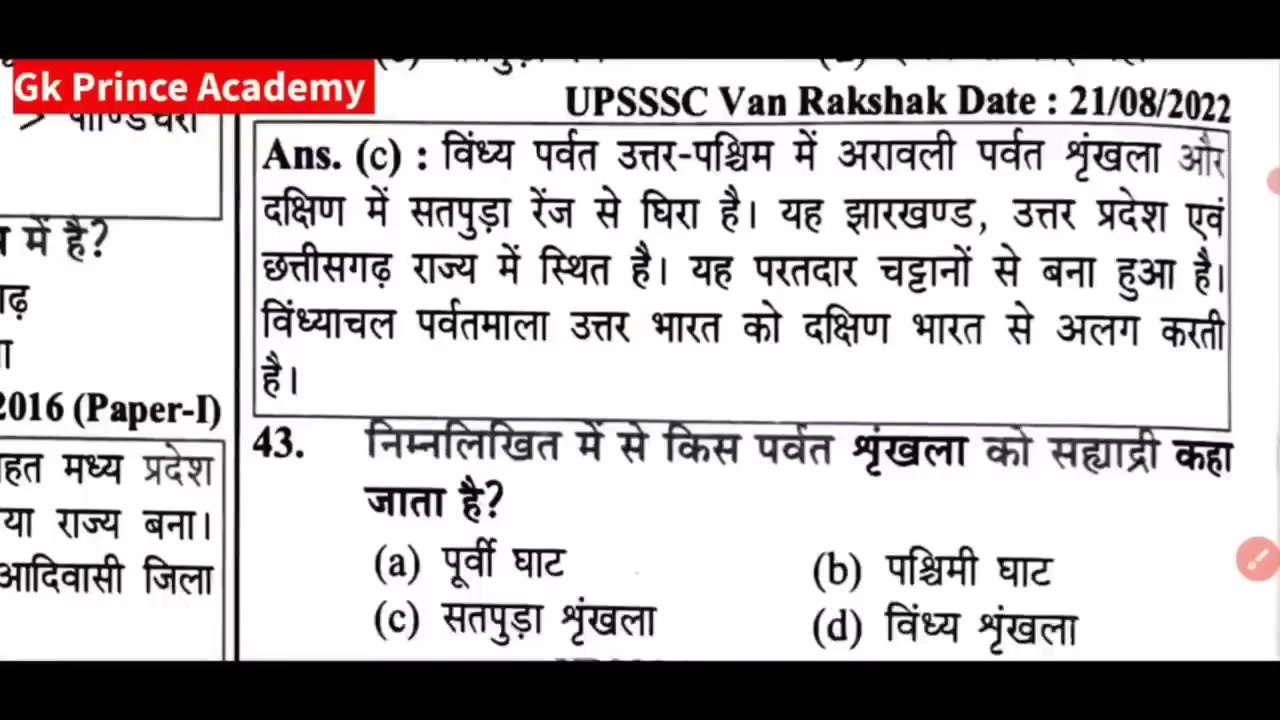 Gk Prince Academy
UPSSSC Van Rakshak Date : 21/08/2022
> पाण्डिचेरी
में है?
2016 (Paper-I)
मध्य प्रदेश
राज्य बना।
आदिवासी जिला
Ans. (c) : विंध्य पर्वत उत्तर-पश्चिम में अरावली पर्वत शृंखला और
दक्षिण में सतपुड़ा रेंज से घिरा है। यह झारखण्ड, उत्तर प्रदेश एवं
छत्तीसगढ़ राज्य में स्थित है। यह परतदार चट्टानों से बना हुआ है।
विंध्याचल पर्वतमाला उत्तर भारत को दक्षिण भारत से अलग करती
है।
43. निम्नलिखित में से किस पर्वत शृंखला को सह्याद्री कहा
जाता है?
(a) पूर्वी घाट (b) पश्चिमी घाट
(c) सतपुड़ा शृंखला (d) विंध्य शृंखला